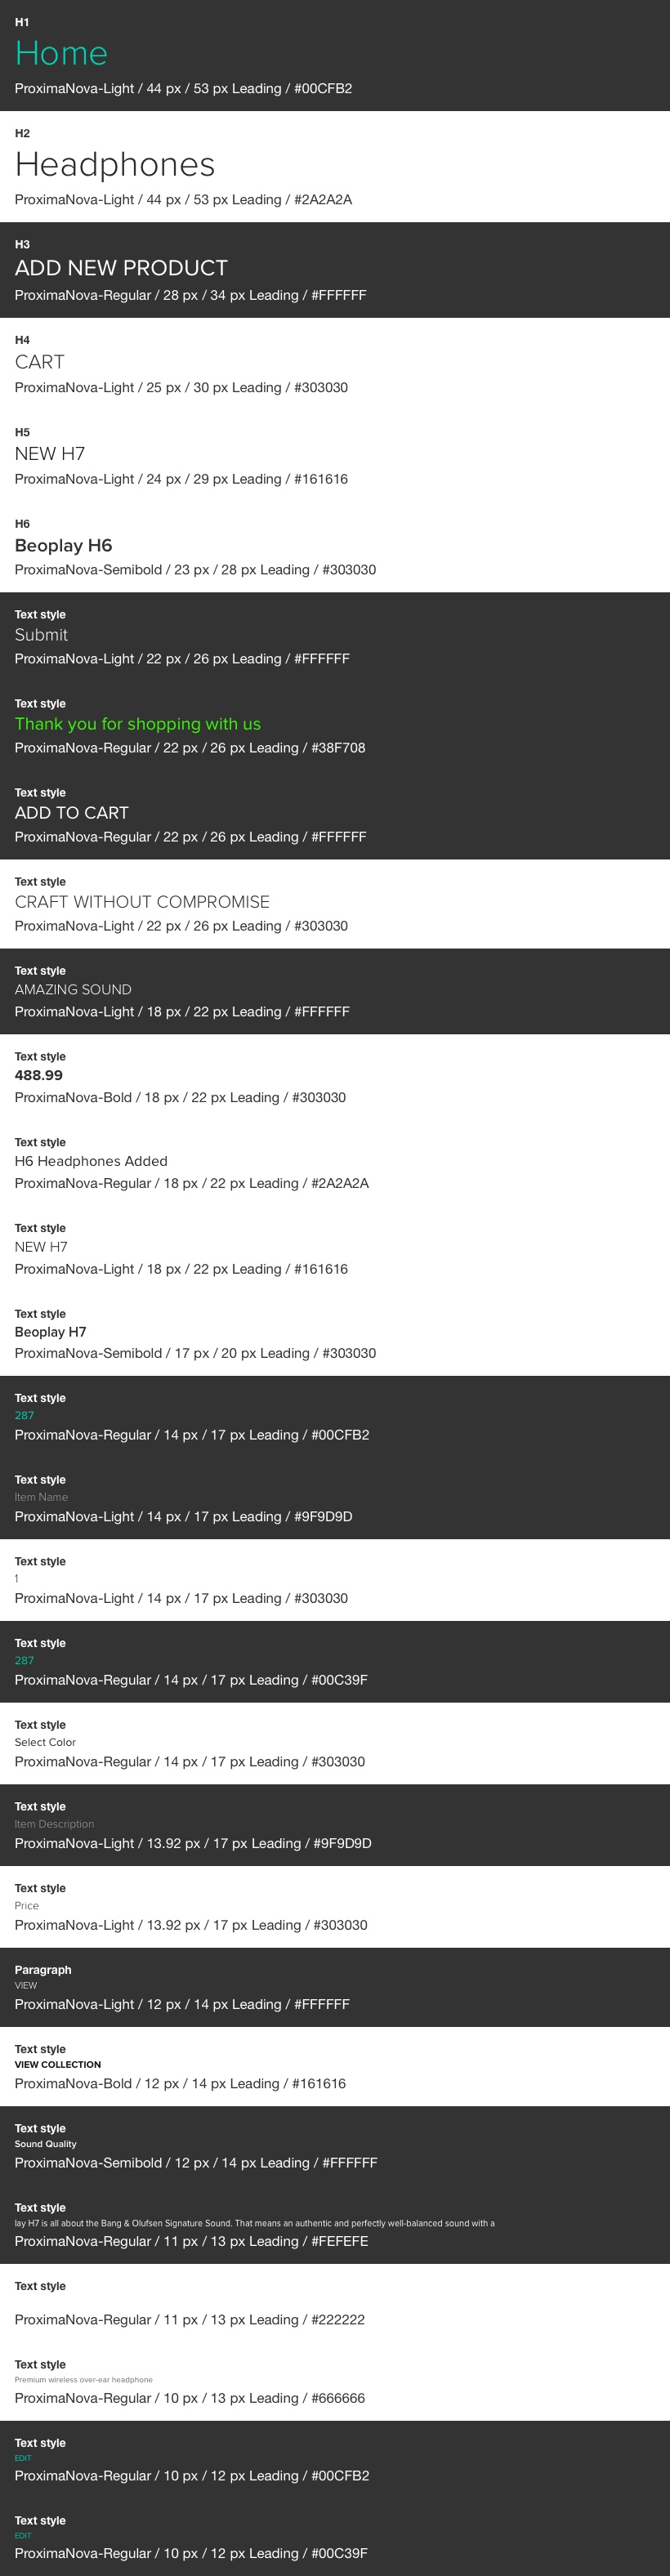 H1
Home
ProximaNova-Light / 44 px / 53 px Leading / #00CFB2
H2
Headphones
ProximaNova-Light / 44 px / 53 px Leading / #2A2A2A
H3
ADD NEW PRODUCT
ProximaNova-Regular / 28 px / 34 px Leading / #FFFFFF
H4
CART
ProximaNova-Light / 25 px / 30 px Leading / #303030
H5
NEW H7
ProximaNova-Light / 24 px / 29 px Leading / #161616
H6
Beoplay H6
ProximaNova-Semibold / 23 px / 28 px Leading / #303030
Text style
Submit
ProximaNova-Light / 22 px / 26 px Leading / #FFFFFF
Text style
Thank you for shopping with us
ProximaNova-Regular / 22 px / 26 px Leading / #38F708
Text style
ADD TO CART
ProximaNova-Regular / 22 px / 26 px Leading / #FFFFFF
Text style
CRAFT WITHOUT COMPROMISE
ProximaNova-Light / 22 px / 26 px Leading / #303030
Text style
AMAZING SOUND
ProximaNova-Light / 18 px / 22 px Leading / #FFFFFF
Text style
488.99
ProximaNova-Bold / 18 px / 22 px Leading / #303030
Text style
H6 Headphones Added
ProximaNova-Regular / 18 px / 22 px Leading / #2A2A2A
Text style
NEW H7
ProximaNova-Light / 18 px / 22 px Leading / #161616
Text style
Beoplay H7
ProximaNova-Semibold / 17 px / 20 px Leading / #303030
Text style
287
ProximaNova-Regular / 14 px / 17 px Leading / #00CFB2
Text style
Item Name
ProximaNova-Light / 14 px / 17 px Leading / #9F9D9D
Text style
1
ProximaNova-Light / 14 px / 17 px Leading / #303030
Text style
287
ProximaNova-Regular / 14 px / 17 px Leading / #00C39F
Text style
Select Color
ProximaNova-Regular / 14 px / 17 px Leading / #303030
Text style
Item Description
ProximaNova-Light / 13.92 px / 17 px Leading / #9F9D9D
Text style
Price
ProximaNova-Light / 13.92 px / 17 px Leading / #303030
Paragraph
VIEW
ProximaNova-Light / 12 px / 14 px Leading / #FFFFFF
Text style
VIEW COLLECTION
ProximaNova-Bold / 12 px / 14 px Leading / #161616
Text style
Sound Quality
ProximaNova-Semibold / 12 px / 14 px Leading / #FFFFFF
Text style
lay H7 is all about the Bang & Olufsen Signature Sound. That means an authentic and perfectly well-balanced sound with a
ProximaNova-Regular / 11 px / 13 px Leading / #FEFEFE
Text style
ProximaNova-Regular / 11 px / 13 px Leading / #222222
Text style
Premium wireless over-ear headphone
ProximaNova-Regular / 10 px / 13 px Leading / #666666
Text style
EDIT
ProximaNova-Regular / 10 px / 12 px Leading / #00CFB2
Text style
EDIT
ProximaNova-Regular / 10 px / 12 px Leading / #00C39F